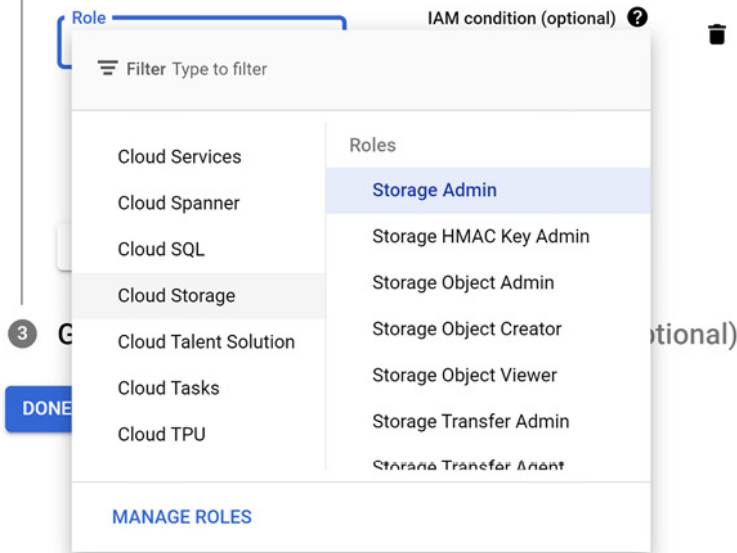 Role
IAM condition (optional)
Filter Type to filter
Cloud Services
Cloud Spanner
Cloud SQL
Cloud Storage
Cloud Talent Solution
Cloud Tasks
Cloud TPU
Roles
Storage Admin
Storage HMAC Key Admin
Storage Object Admin
Storage Object Creator
Storage Object Viewer
Storage Transfer Admin
Storage Transfer Agent
3 G
otional)
DONE
MANAGE ROLES